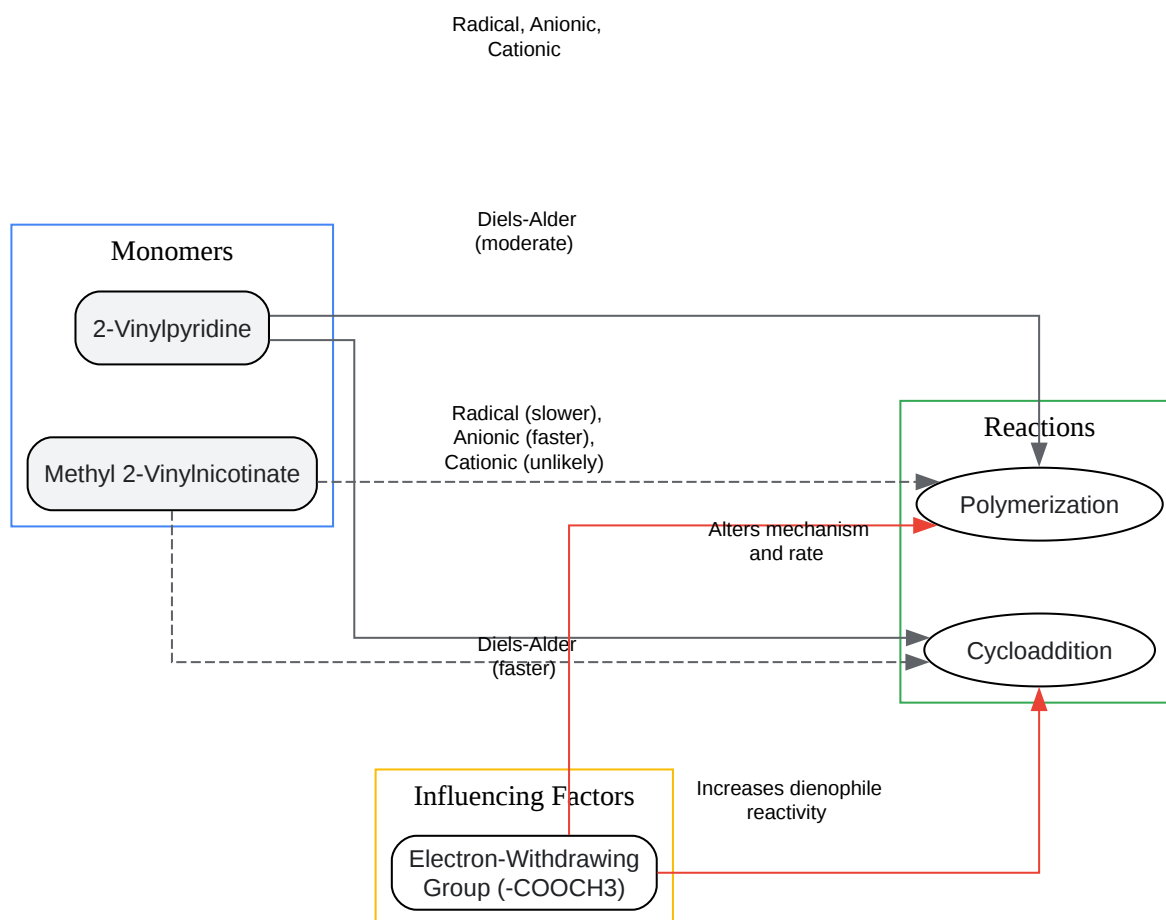 Radical, Anionic,
Cationic
Diels-Alder
(moderate)
Monomers
2-Vinylpyridine
Radical (slower),
Anionic (faster),
Cationic (unlikely)
Methyl 2-Vinylnicotinate
Reactions
Polymerization
Alters mechanism
and rate
Diels-Alder
(faster)
Cycloaddition
Influencing Factors
Increases dienophile
reactivity
Electron-Withdrawing
Group (-COOCH3)